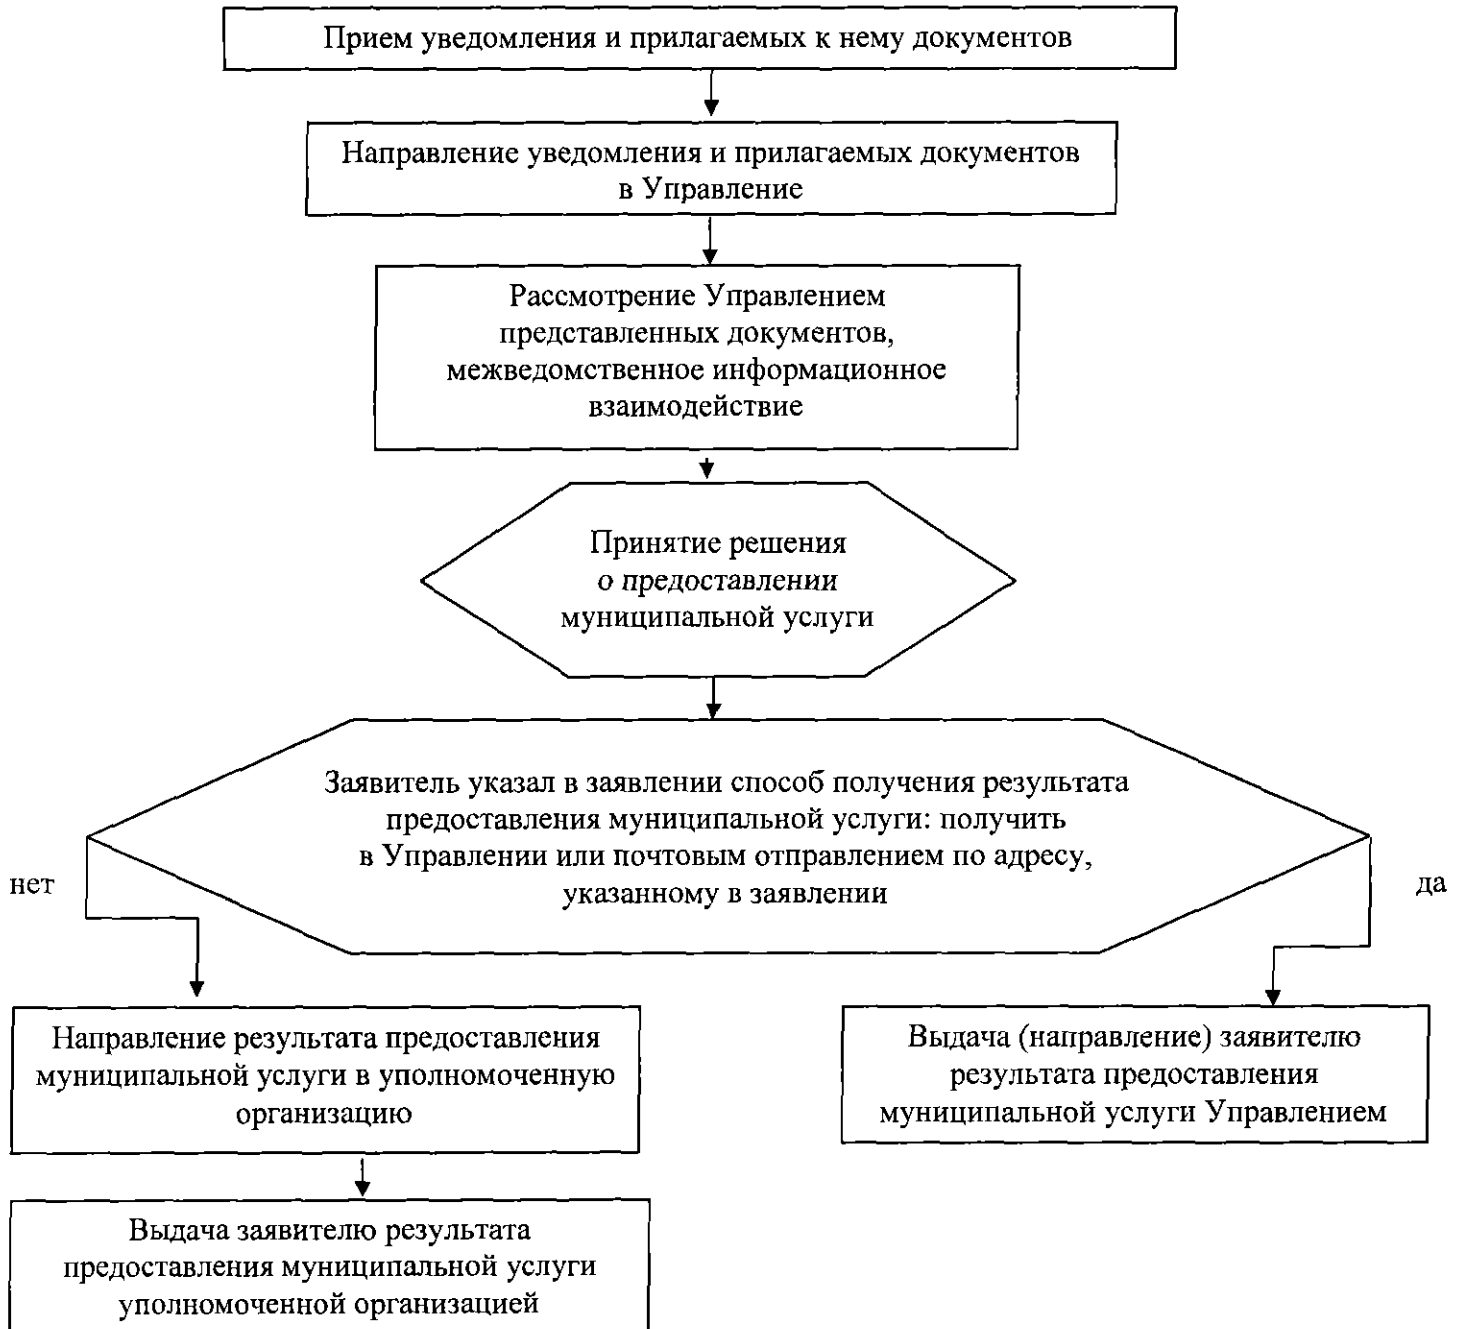 Прием уведомления и прилагаемых к нему документов
Направление уведомления и прилагаемых документов
в Управление
Рассмотрение Управлением
представленных документов,
межведомственное информационное
взаимодействие
Принятие решения
о предоставлении
муниципальной услуги
Заявитель указал в заявлении способ получения результата
предоставления муниципальной услуги: получить
в Управлении или почтовым отправлением по адресу,
указанному в заявлении
нет
да
Направление результата предоставления
муниципальной услуги в уполномоченную
организацию
Выдача (направление) заявителю
результата предоставления
муниципальной услуги Управлением
Выдача заявителю результата
предоставления муниципальной услуги
уполномоченной организацией